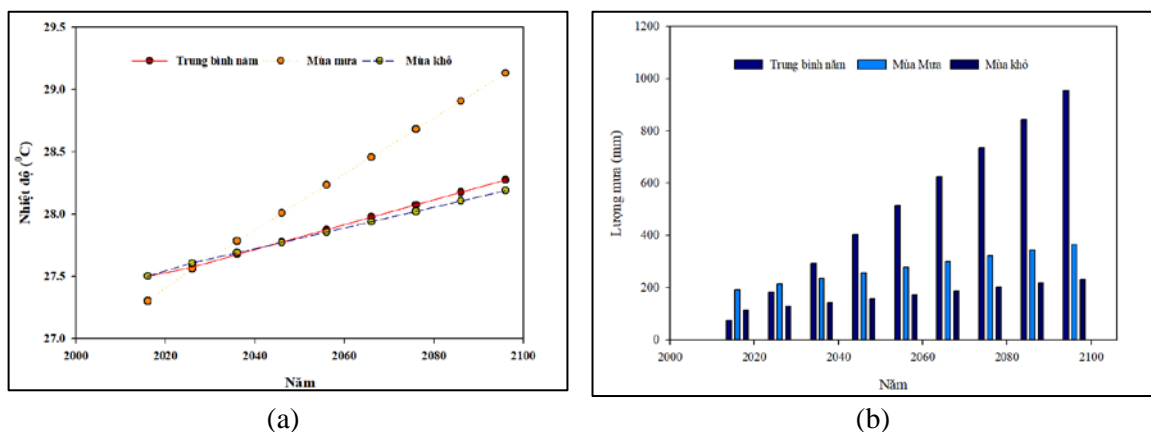 29.5
29.0
28.5
28.0
27.5
27.0
Nhiệt độ (⁰C)
Trung bình năm Mùa mưa Mùa khô
2000 2020 2040 2060 2080 2100
Năm
(a)
1200
1000
800
600
400
200
0
Lượng mưa (mm)
Trung bình năm Mùa Mưa Mùa khô
2000 2020 2040 2060 2080 2100
Năm
(b)